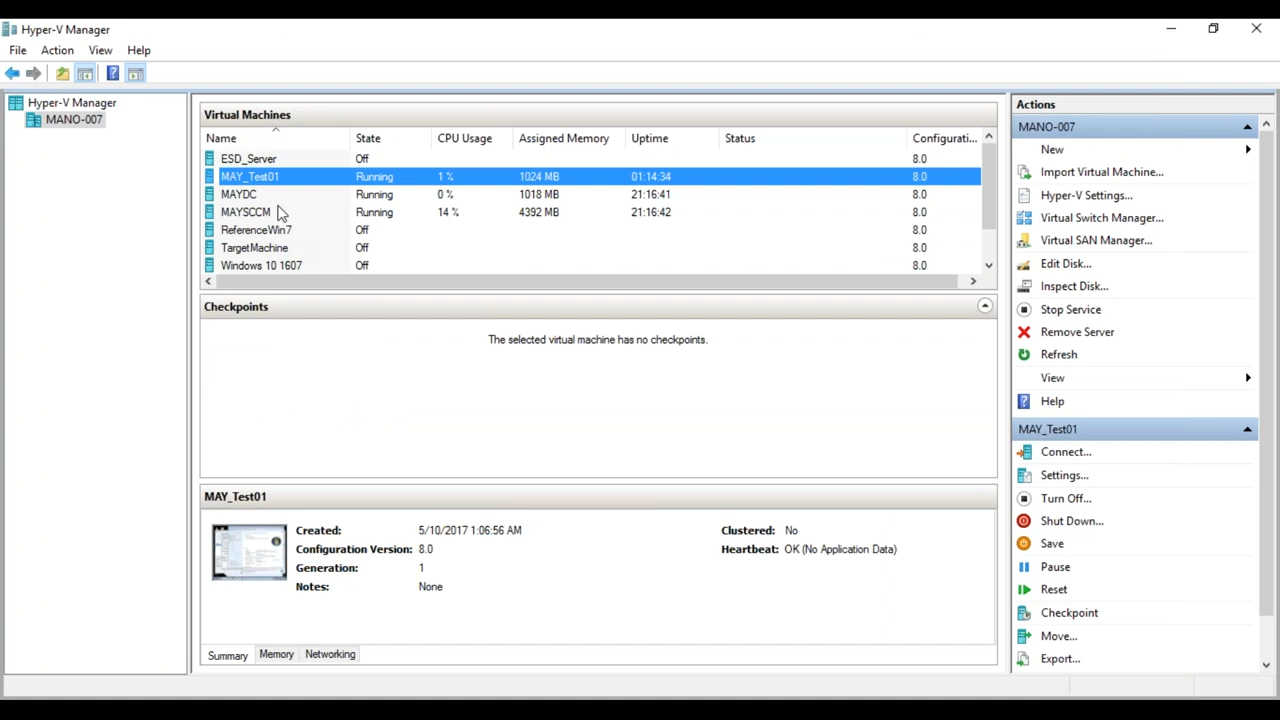 Hyper-V Manager
File Action View Help
Hyper-V Manager
MANO-007
Virtual Machines
Name State CPU Usage Assigned Memory Uptime Status Configurati...
ESD_Server Off 8.0
MAY_Test01 Running 1 % 1024 MB 01:14:34 8.0
MAYDC Running 0 % 1018 MB 21:16:41 8.0
MAYSCCM Running 14 % 4392 MB 21:16:42 8.0
ReferenceWin7 Off 8.0
TargetMachine Off 8.0
Windows 10 1607 Off 8.0
Checkpoints
The selected virtual machine has no checkpoints.
MAY_Test01
Created: 5/10/2017 1:06:56 AM Clustered: No
Configuration Version: 8.0 Heartbeat: OK (No Application Data)
Generation: 1
Notes: None
Summary Memory Networking
Actions
MANO-007
New
Import Virtual Machine...
Hyper-V Settings...
Virtual Switch Manager...
Virtual SAN Manager...
Edit Disk...
Inspect Disk...
Stop Service
Remove Server
Refresh
View
Help
MAY_Test01
Connect...
Settings...
Turn Off...
Shut Down...
Save
Pause
Reset
Checkpoint
Move...
Export...